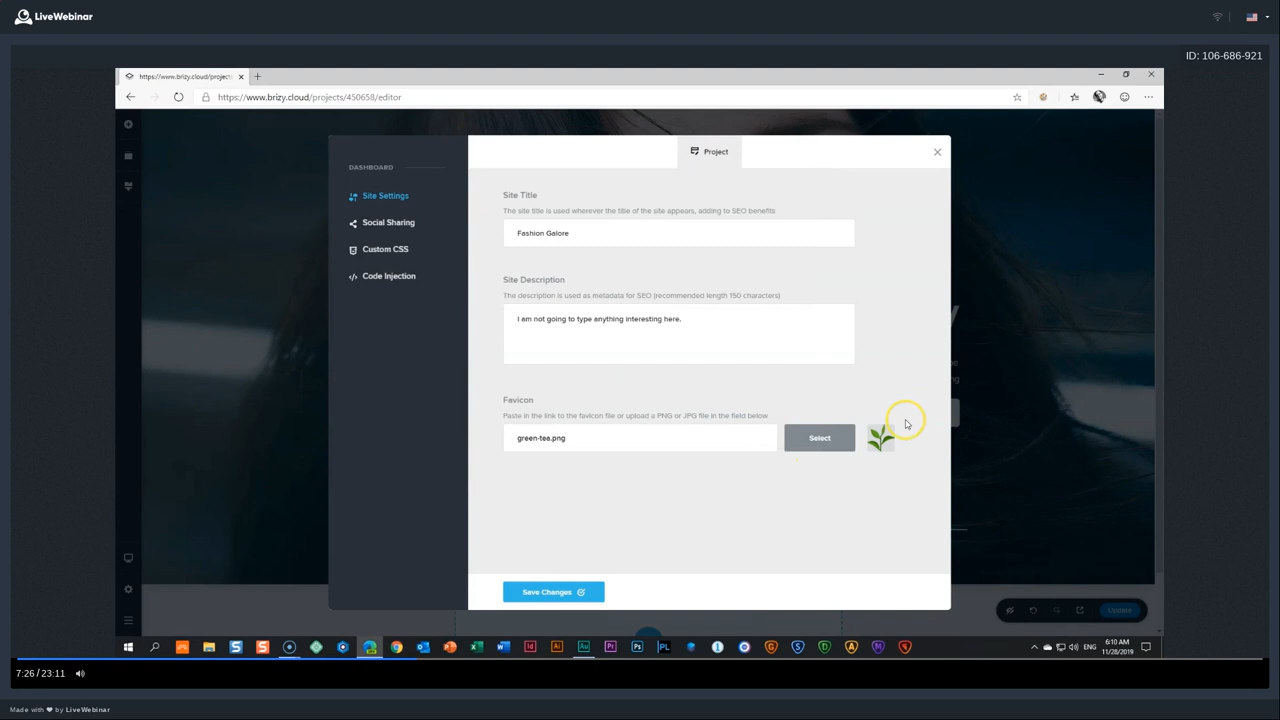 LiveWebinar
ID: 106-686-921
https://www.brizy.cloud/project
https://www.brizy.cloud/projects/450658/editor
Project
DASHBOARD
Site Settings
Social Sharing
Custom CSS
Code Injection
Site Title
The site title is used wherever the title of the site appears, adding to SEO benefits
Fashion Galore
Site Description
The description is used as metadata for SEO (recommended length 150 characters)
I am not going to type anything interesting here.
Favicon
Paste in the link to the favicon file or upload a PNG or JPG file in the field below
green-tea.png
Select
Save Changes
Update
ENG
6:10 AM
11/28/2019
7:26 / 23:11
Made with ❤ by LiveWebinar